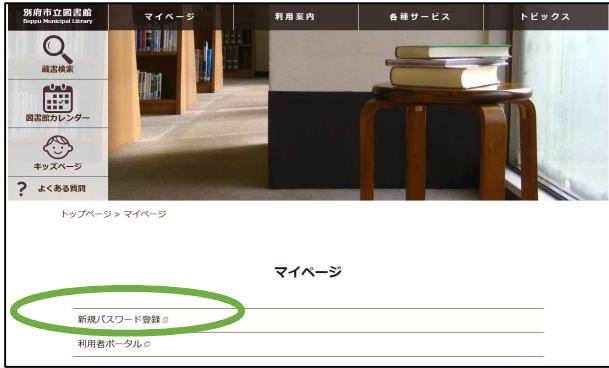 別府市立図書館
Beppu Municipal Library
マイページ
利用案内
各種サービス
トピックス
蔵書検索
図書館カレンダー
キッズページ
? よくある質問
トップページ > マイページ
マイページ
新規パスワード登録
利用者ポータル